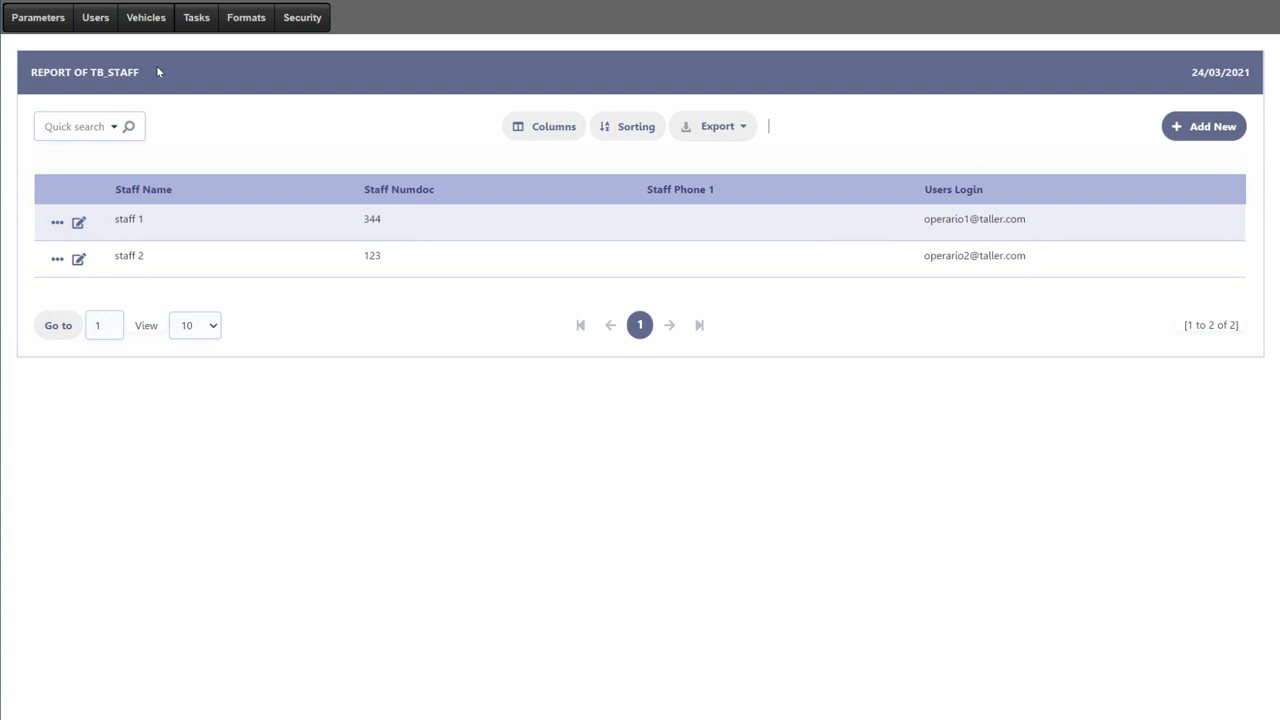 Parameters Users Vehicles Tasks Formats Security
REPORT OF TB_STAFF 24/03/2021
Quick search Columns Sorting Export Add New
Staff Name Staff Numdoc Staff Phone 1 Users Login
staff 1 344 operario1@taller.com
staff 2 123 operario2@taller.com
Go to 1 View 10 1 [1 to 2 of 2]